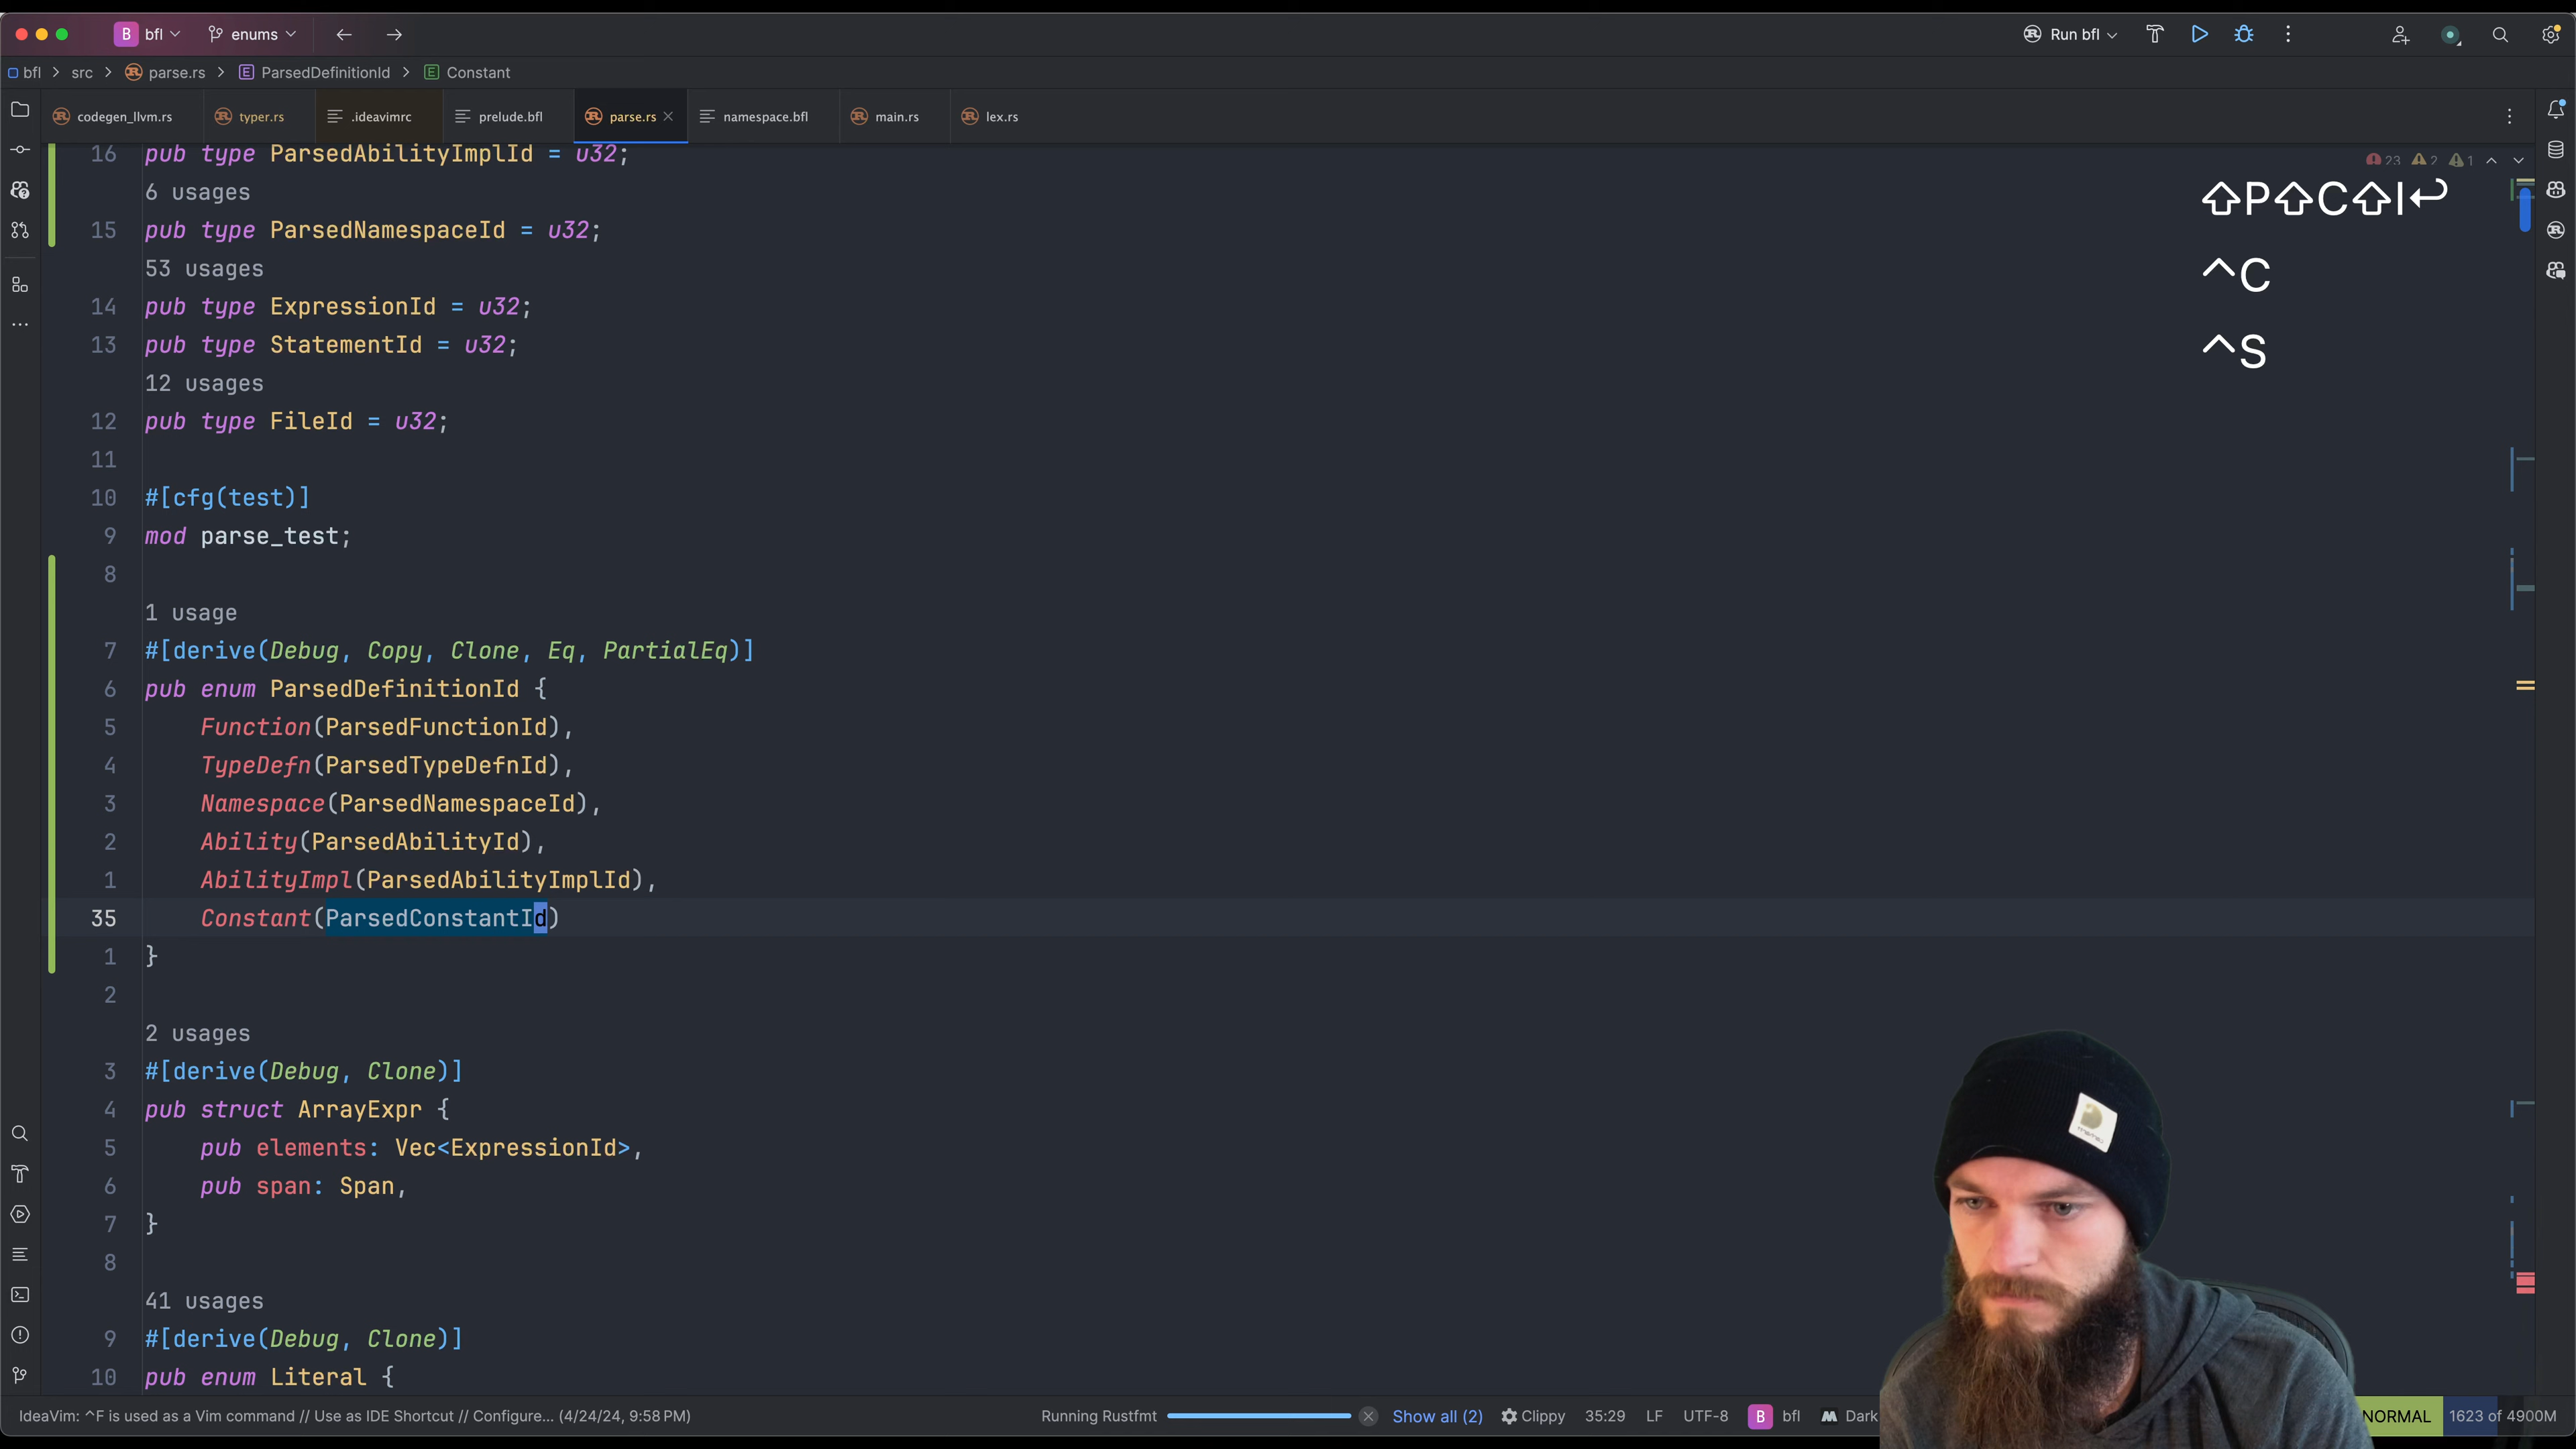 B bfl enums Run bfl
bfl > src > parse.rs > ParsedDefinitionId > Constant
codegen_llvm.rs typer.rs .ideavimrc prelude.bfl parse.rs namespace.bfl main.rs lex.rs
16 pub type ParsedAbilityImplId = u32;
23 2 1
⇧P⇧C⇧I↩
6 usages
15 pub type ParsedNamespaceId = u32;
53 usages
^C
14 pub type ExpressionId = u32;
13 pub type StatementId = u32;
^S
12 usages
12 pub type FileId = u32;
11
10 #[cfg(test)]
9 mod parse_test;
8
1 usage
7 #[derive(Debug, Copy, Clone, Eq, PartialEq)]
6 pub enum ParsedDefinitionId {
5 Function(ParsedFunctionId),
4 TypeDefn(ParsedTypeDefnId),
3 Namespace(ParsedNamespaceId),
2 Ability(ParsedAbilityId),
1 AbilityImpl(ParsedAbilityImplId),
35 Constant(ParsedConstantId)
1 }
2
2 usages
3 #[derive(Debug, Clone)]
4 pub struct ArrayExpr {
5 pub elements: Vec<ExpressionId>,
6 pub span: Span,
7 }
8
41 usages
9 #[derive(Debug, Clone)]
10 pub enum Literal {
IdeaVim: ^F is used as a Vim command // Use as IDE Shortcut // Configure... (4/24/24, 9:58 PM) Running Rustfmt Show all (2) Clippy 35:29 LF UTF-8 B bfl Dark NORMAL 1623 of 4900M